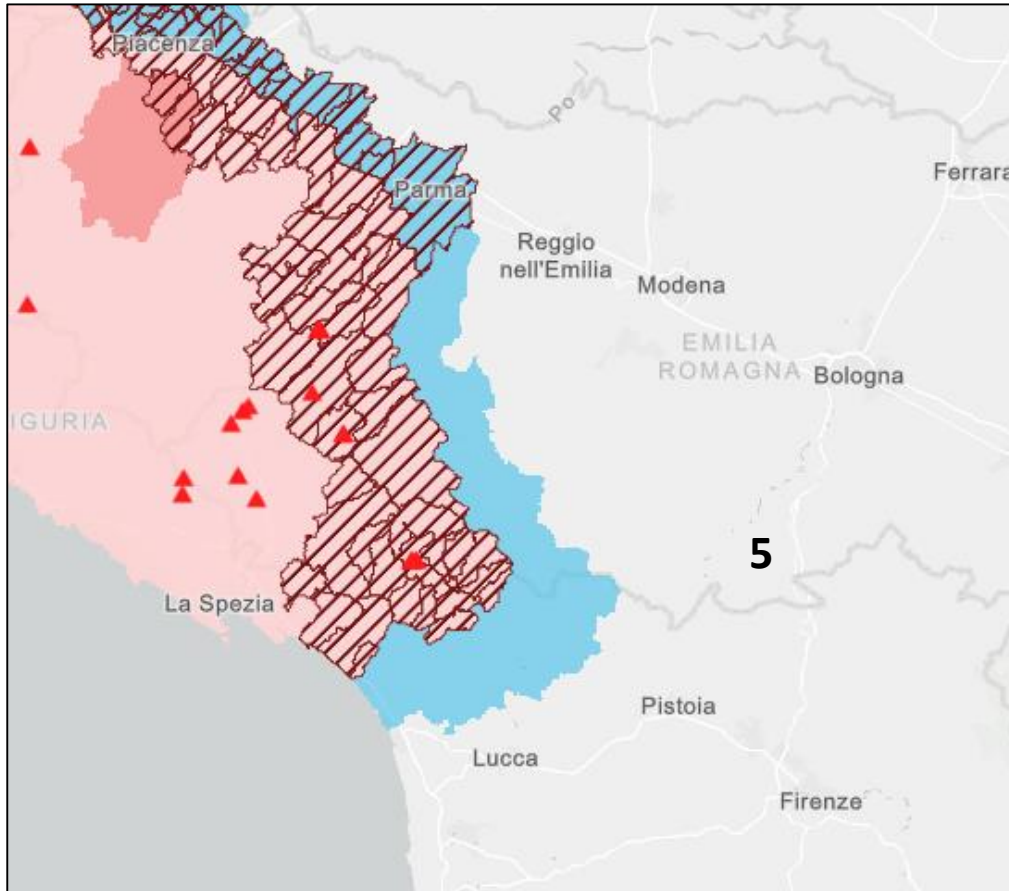 Piacenza
Po
Ferrara
Parma
Reggio
nell'Emilia
Modena
EMILIA
ROMAGNA
Bologna
IGURIA
5
La Spezia
Pistoia
Lucca
Firenze